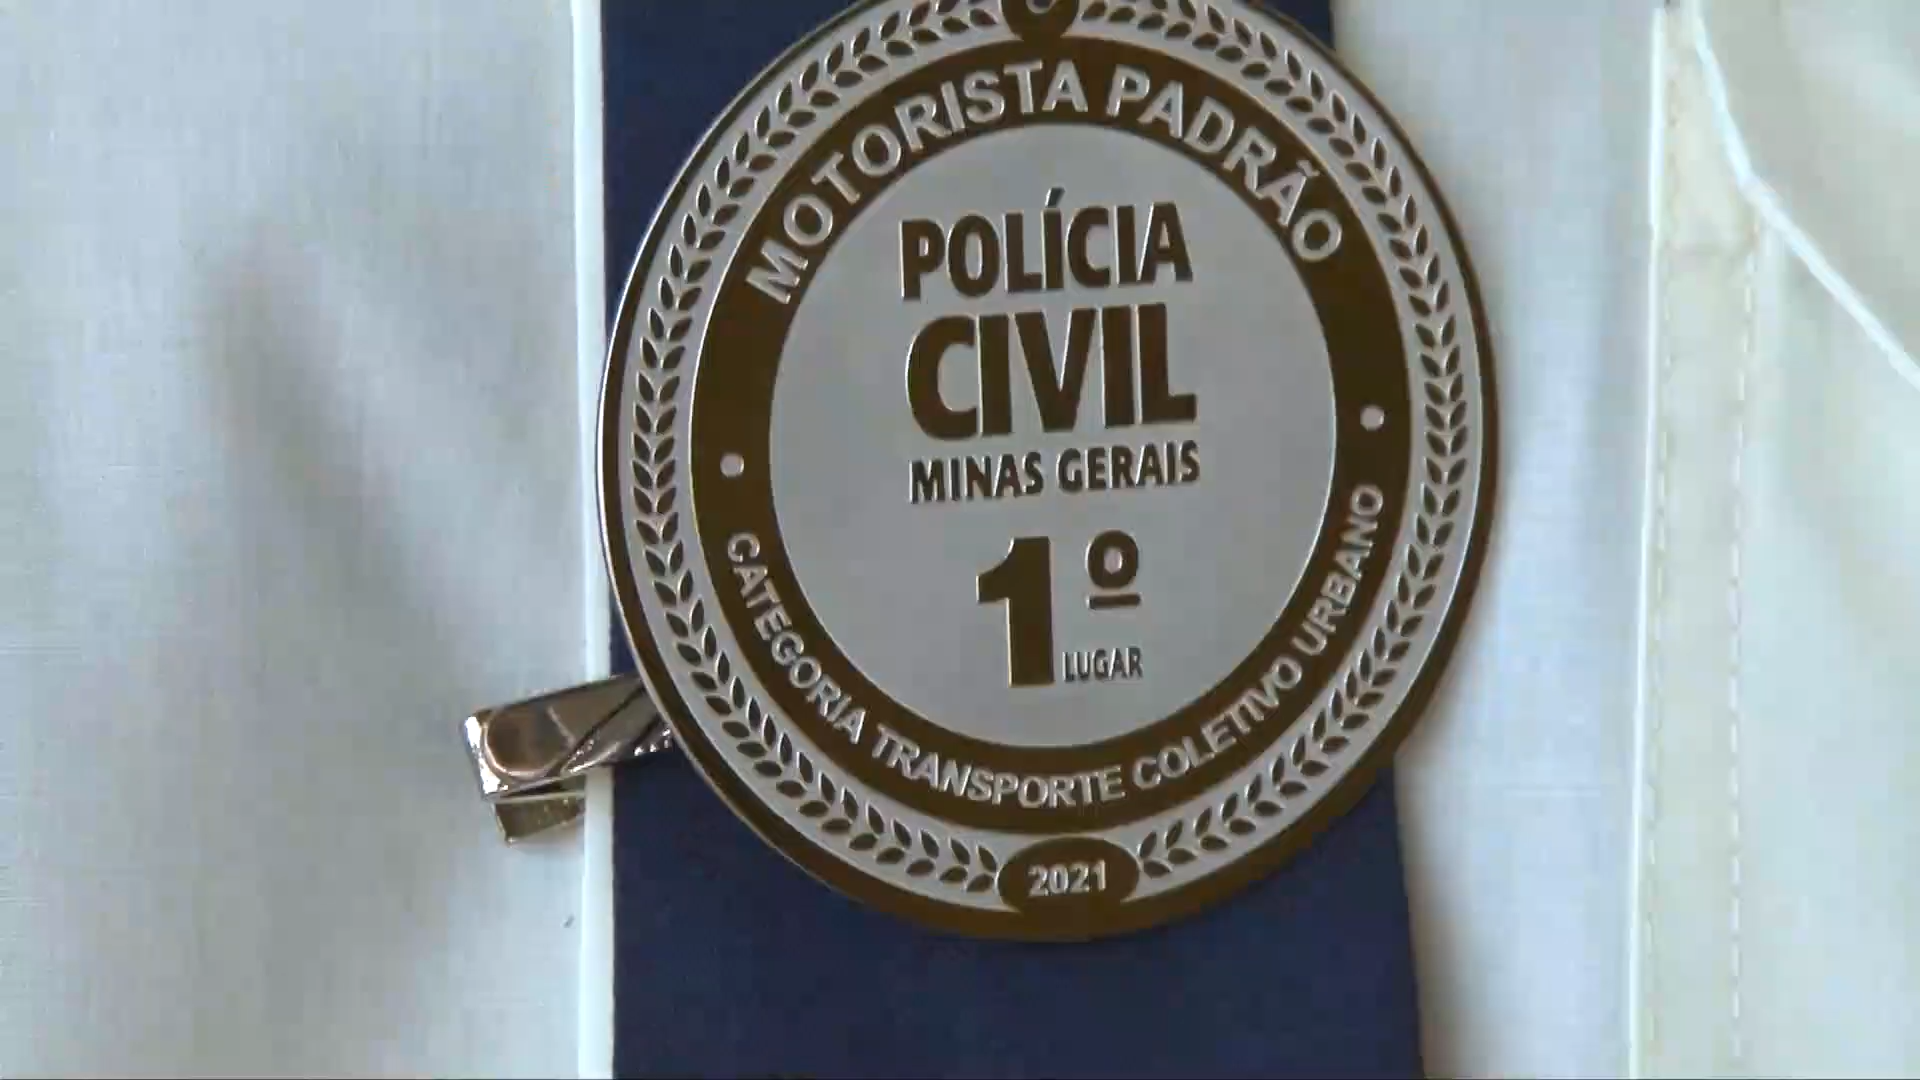 MOTORISTA PADRÃO
POLÍCIA
CIVIL
MINAS GERAIS
1º
LUGAR
CATEGORIA TRANSPORTE COLETIVO URBANO
2021